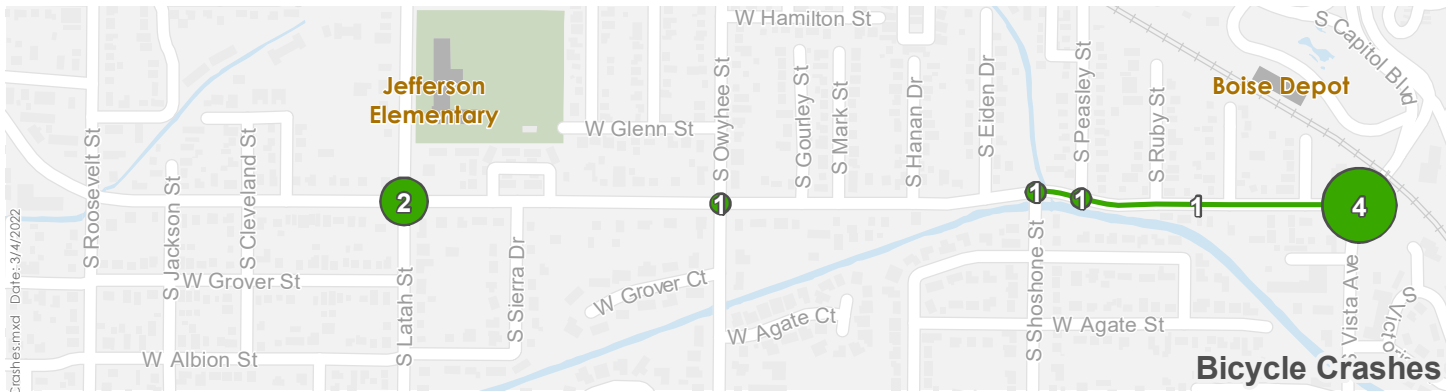 W Hamilton St
S Capitol Blvd
Jefferson
Elementary
Boise Depot
W Glenn St
S Roosevelt St
S Jackson St
S Cleveland St
S Owyhee St
S Gourley St
S Mark St
S Hanan Dr
S Eiden Dr
S Peasley St
S Ruby St
2
1
1
1
1
4
S Latah St
S Sierra Dr
W Grover St
W Grover Ct
W Albion St
W Agate Ct
S Shoshone St
W Agate St
S Vista Ave
S Victori
Crashes.mxd Date: 3/4/2022
Bicycle Crashes